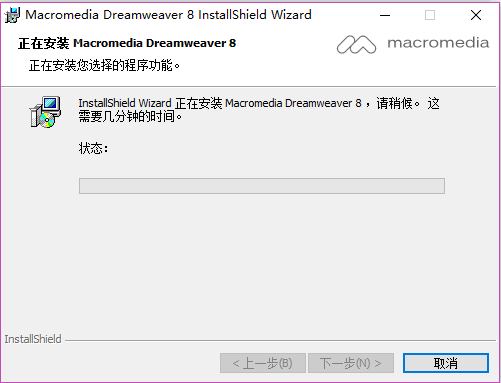 Macromedia Dreamweaver 8 InstallShield Wizard
正在安装 Macromedia Dreamweaver 8
正在安装您选择的程序功能。
macromedia
InstallShield Wizard 正在安装 Macromedia Dreamweaver 8 ，请稍候。 这
需要几分钟的时间。
状态：
InstallShield
< 上一步(B) 下一步(N) > 取消